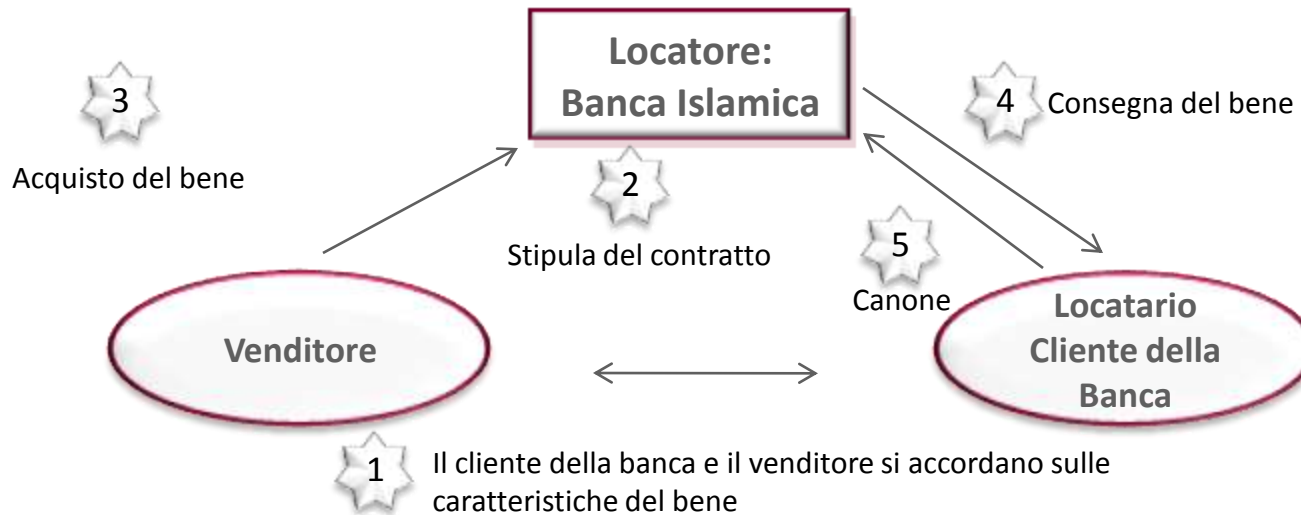 Locatore:
Banca Islamica
3
Acquisto del bene
4
Consegna del bene
2
Stipula del contratto
5
Canone
Venditore
Locatario
Cliente della
Banca
1
Il cliente della banca e il venditore si accordano sulle
caratteristiche del bene